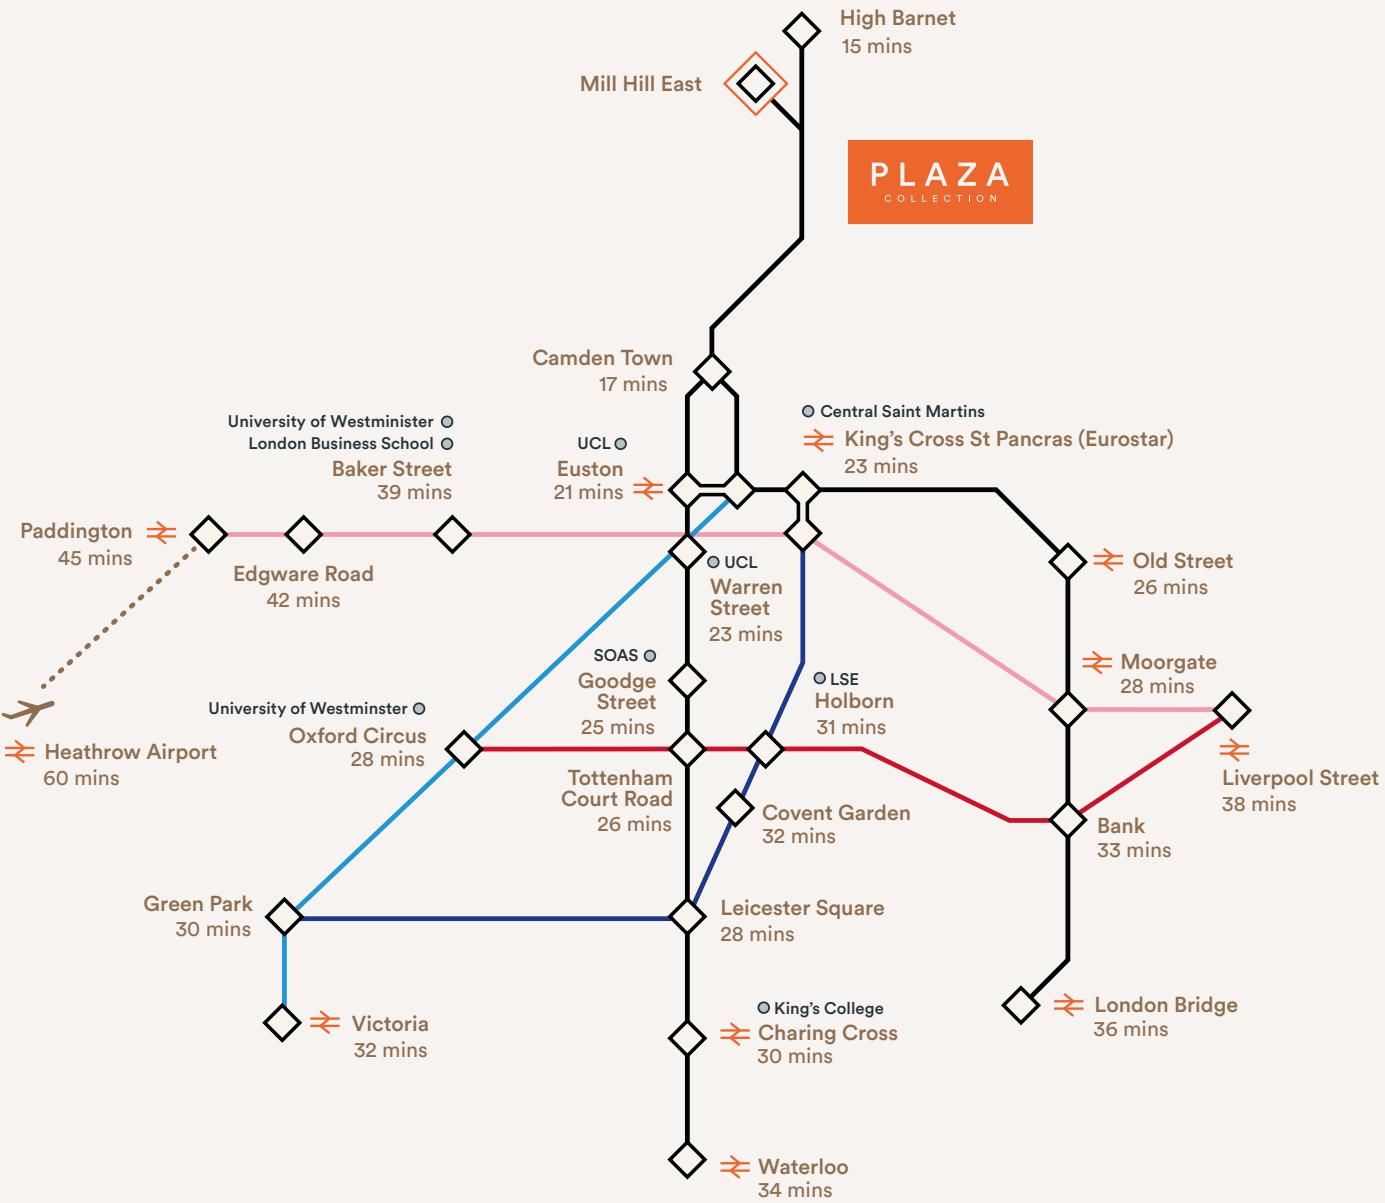 High Barnet
15 mins
Mill Hill East
PLAZA
COLLECTION
Camden Town
17 mins
University of Westminister
London Business School
Baker Street
39 mins
UCL
Euston
21 mins
Central Saint Martins
King's Cross St Pancras (Eurostar)
23 mins
Paddington
45 mins
Edgware Road
42 mins
UCL
Warren
Street
23 mins
Old Street
26 mins
SOAS
Goodge
Street
25 mins
LSE
Holborn
31 mins
Moorgate
28 mins
University of Westminster
Oxford Circus
28 mins
Heathrow Airport
60 mins
Tottenham
Court Road
26 mins
Covent Garden
32 mins
Liverpool Street
38 mins
Bank
33 mins
Green Park
30 mins
Leicester Square
28 mins
Victoria
32 mins
King's College
Charing Cross
30 mins
London Bridge
36 mins
Waterloo
34 mins